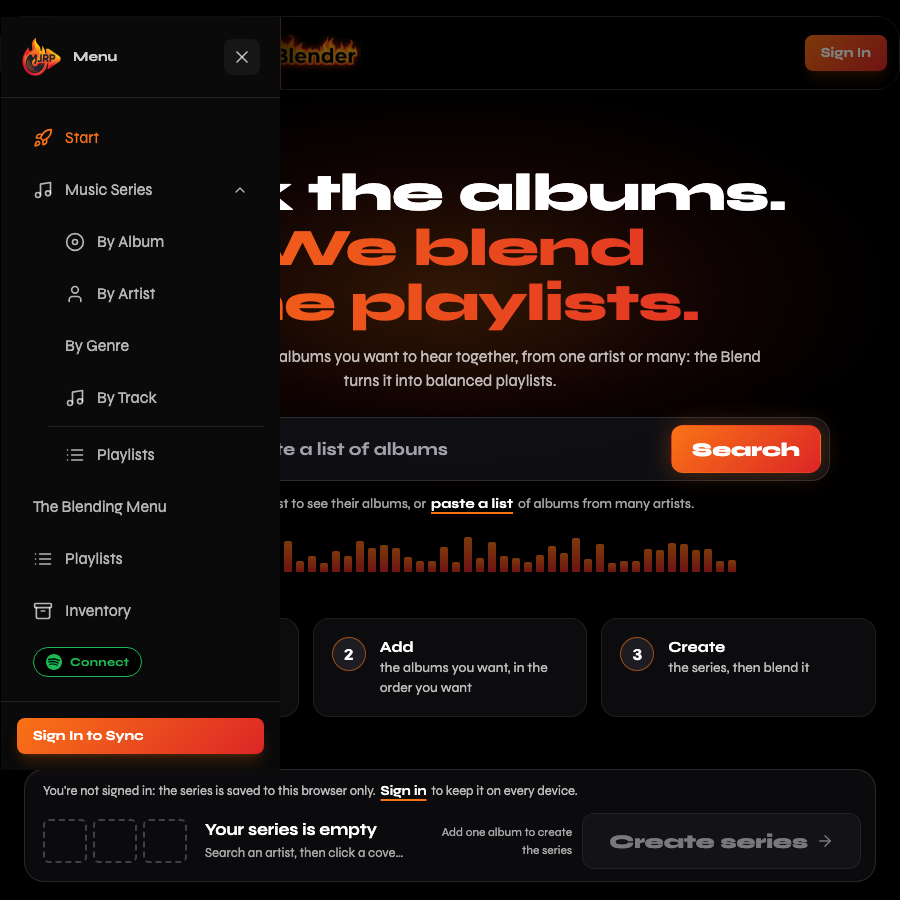 MJRP
Menu
Blender
Sign In
Start
Music Series
By Album
By Artist
By Genre
By Track
Playlists
The Blending Menu
Playlists
Inventory
Connect
Sign In to Sync
the albums.
We blend
playlists.
albums you want to hear together, from one artist or many: the Blend
turns it into balanced playlists.
a list of albums
Search
to see their albums, or paste a list of albums from many artists.
2
Add
the albums you want, in the
order you want
3
Create
the series, then blend it
You're not signed in: the series is saved to this browser only. Sign in to keep it on every device.
Your series is empty
Search an artist, then click a cove...
Add one album to create
the series
Create series →